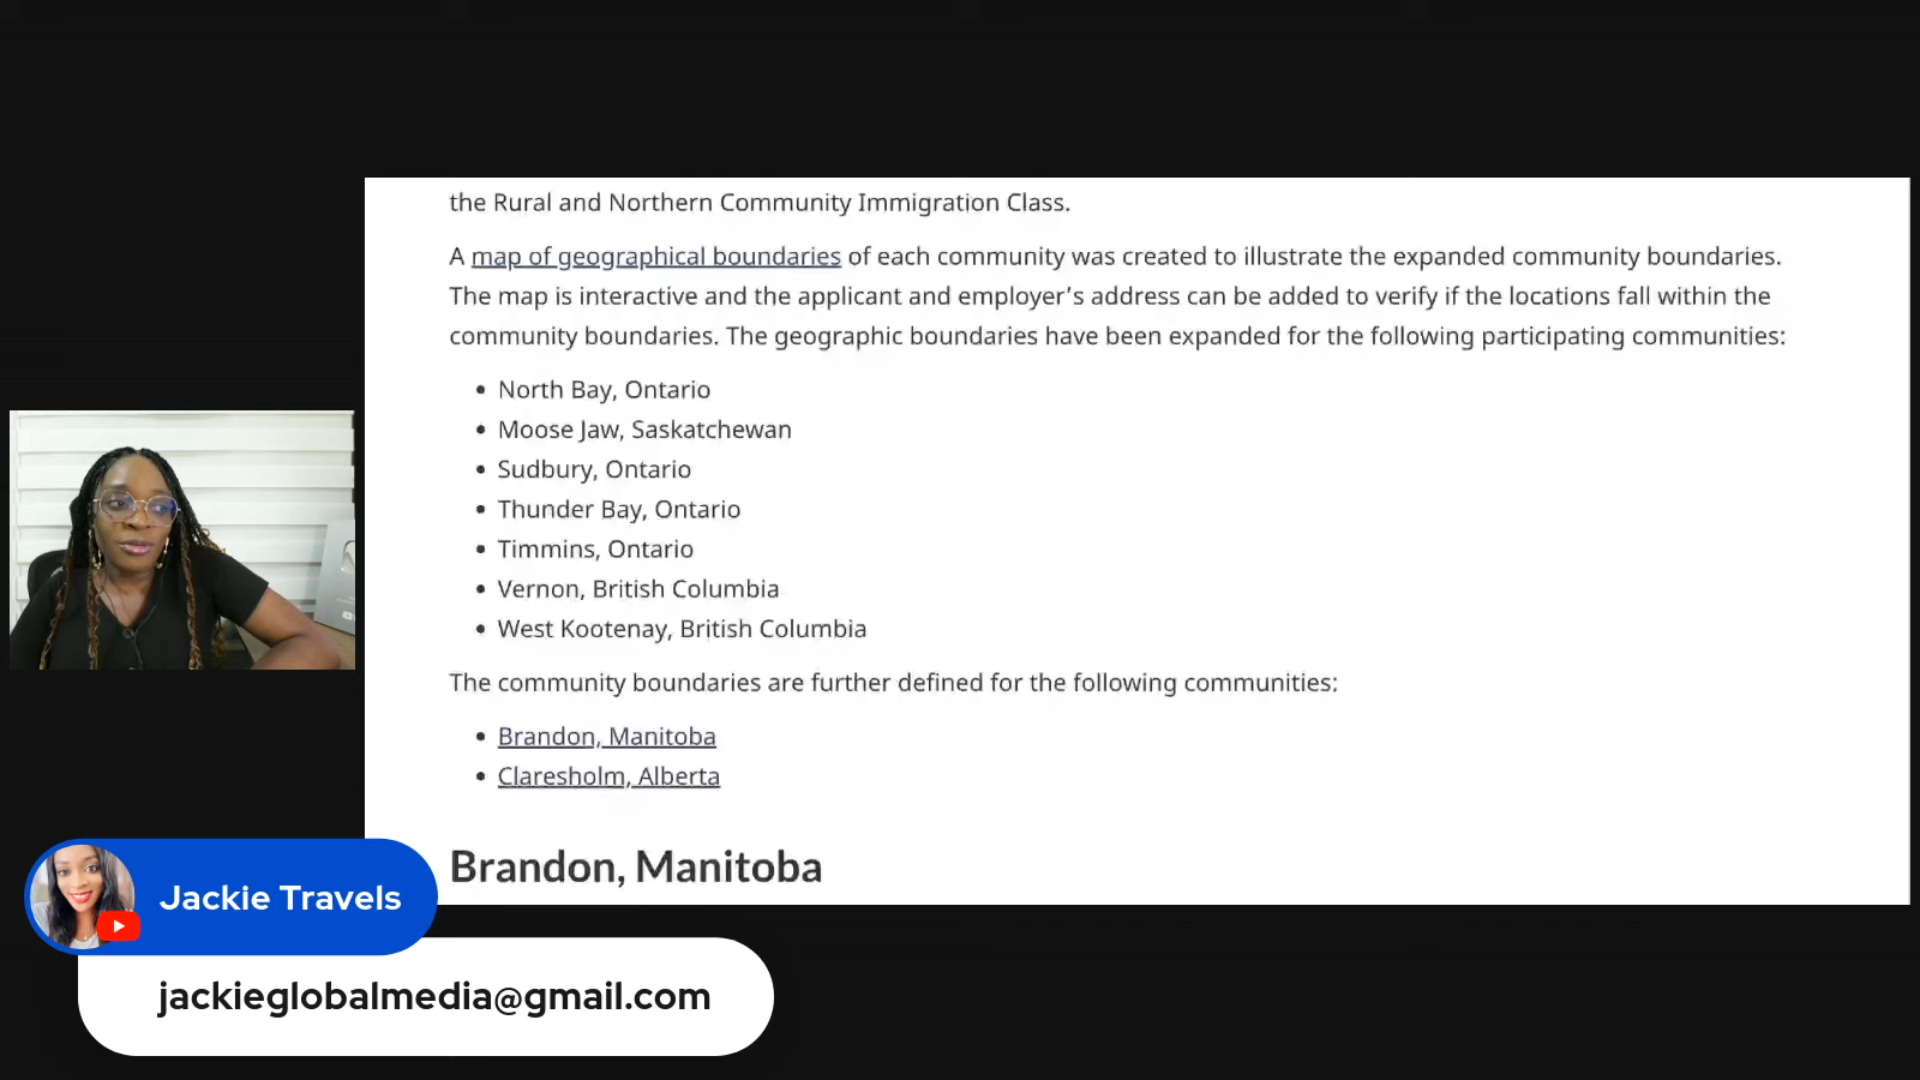 the Rural and Northern Community Immigration Class.
A map of geographical boundaries of each community was created to illustrate the expanded community boundaries.
The map is interactive and the applicant and employer’s address can be added to verify if the locations fall within the
community boundaries. The geographic boundaries have been expanded for the following participating communities:
• North Bay, Ontario
• Moose Jaw, Saskatchewan
• Sudbury, Ontario
• Thunder Bay, Ontario
• Timmins, Ontario
• Vernon, British Columbia
• West Kootenay, British Columbia
The community boundaries are further defined for the following communities:
• Brandon, Manitoba
• Claresholm, Alberta
Brandon, Manitoba
Jackie Travels
jackieglobalmedia@gmail.com